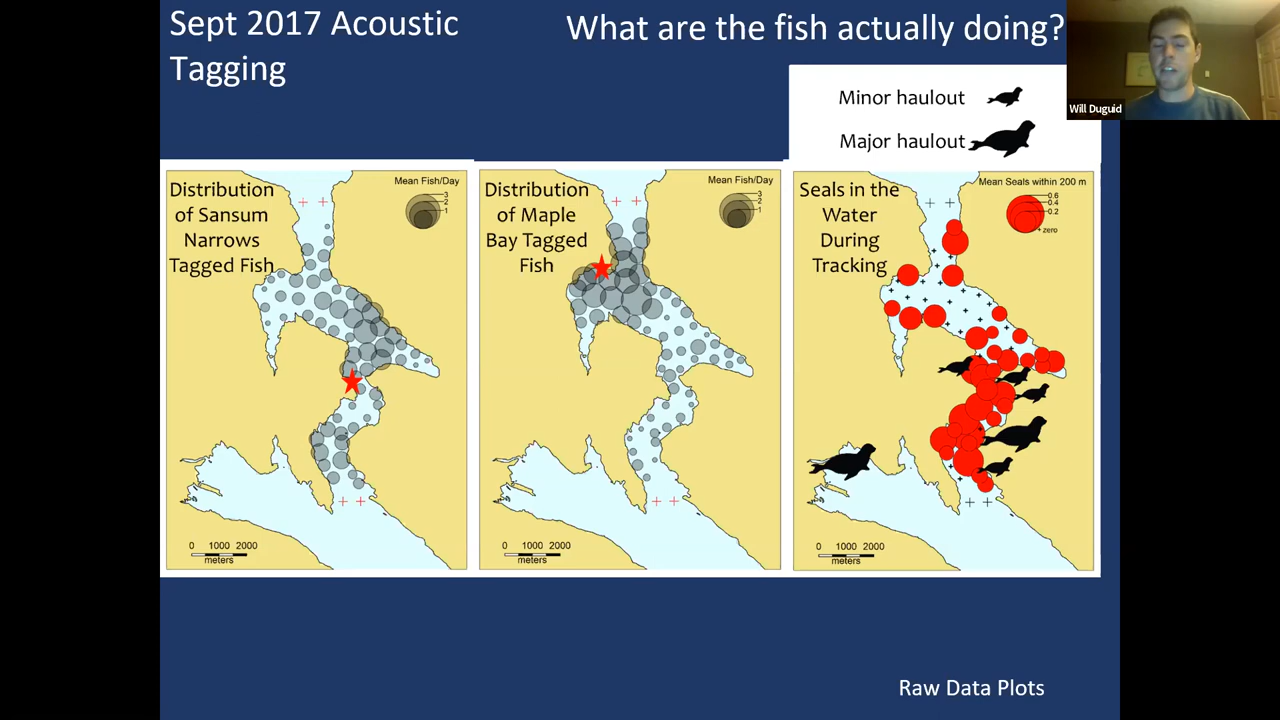 Sept 2017 Acoustic
Tagging
What are the fish actually doing?
Will Duguid
Minor haulout
Major haulout
Distribution
of Sansum
Narrows
Tagged Fish
Mean Fish/Day
3
2
1
0 1000 2000
meters
Distribution
of Maple
Bay Tagged
Fish
Mean Fish/Day
3
2
1
0 1000 2000
meters
Seals in the
Water
During
Tracking
Mean Seals within 200 m
0.6
0.4
0.2
+ zero
0 1000 2000
meters
Raw Data Plots